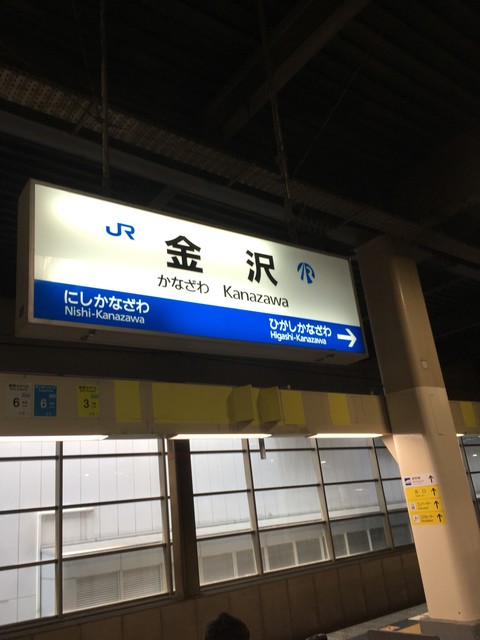 JR
金沢
かなざわ Kanazawa
にしかなざわ
Nishi-Kanazawa
ひがしかなざわ
Higashi-Kanazawa
6
6
3